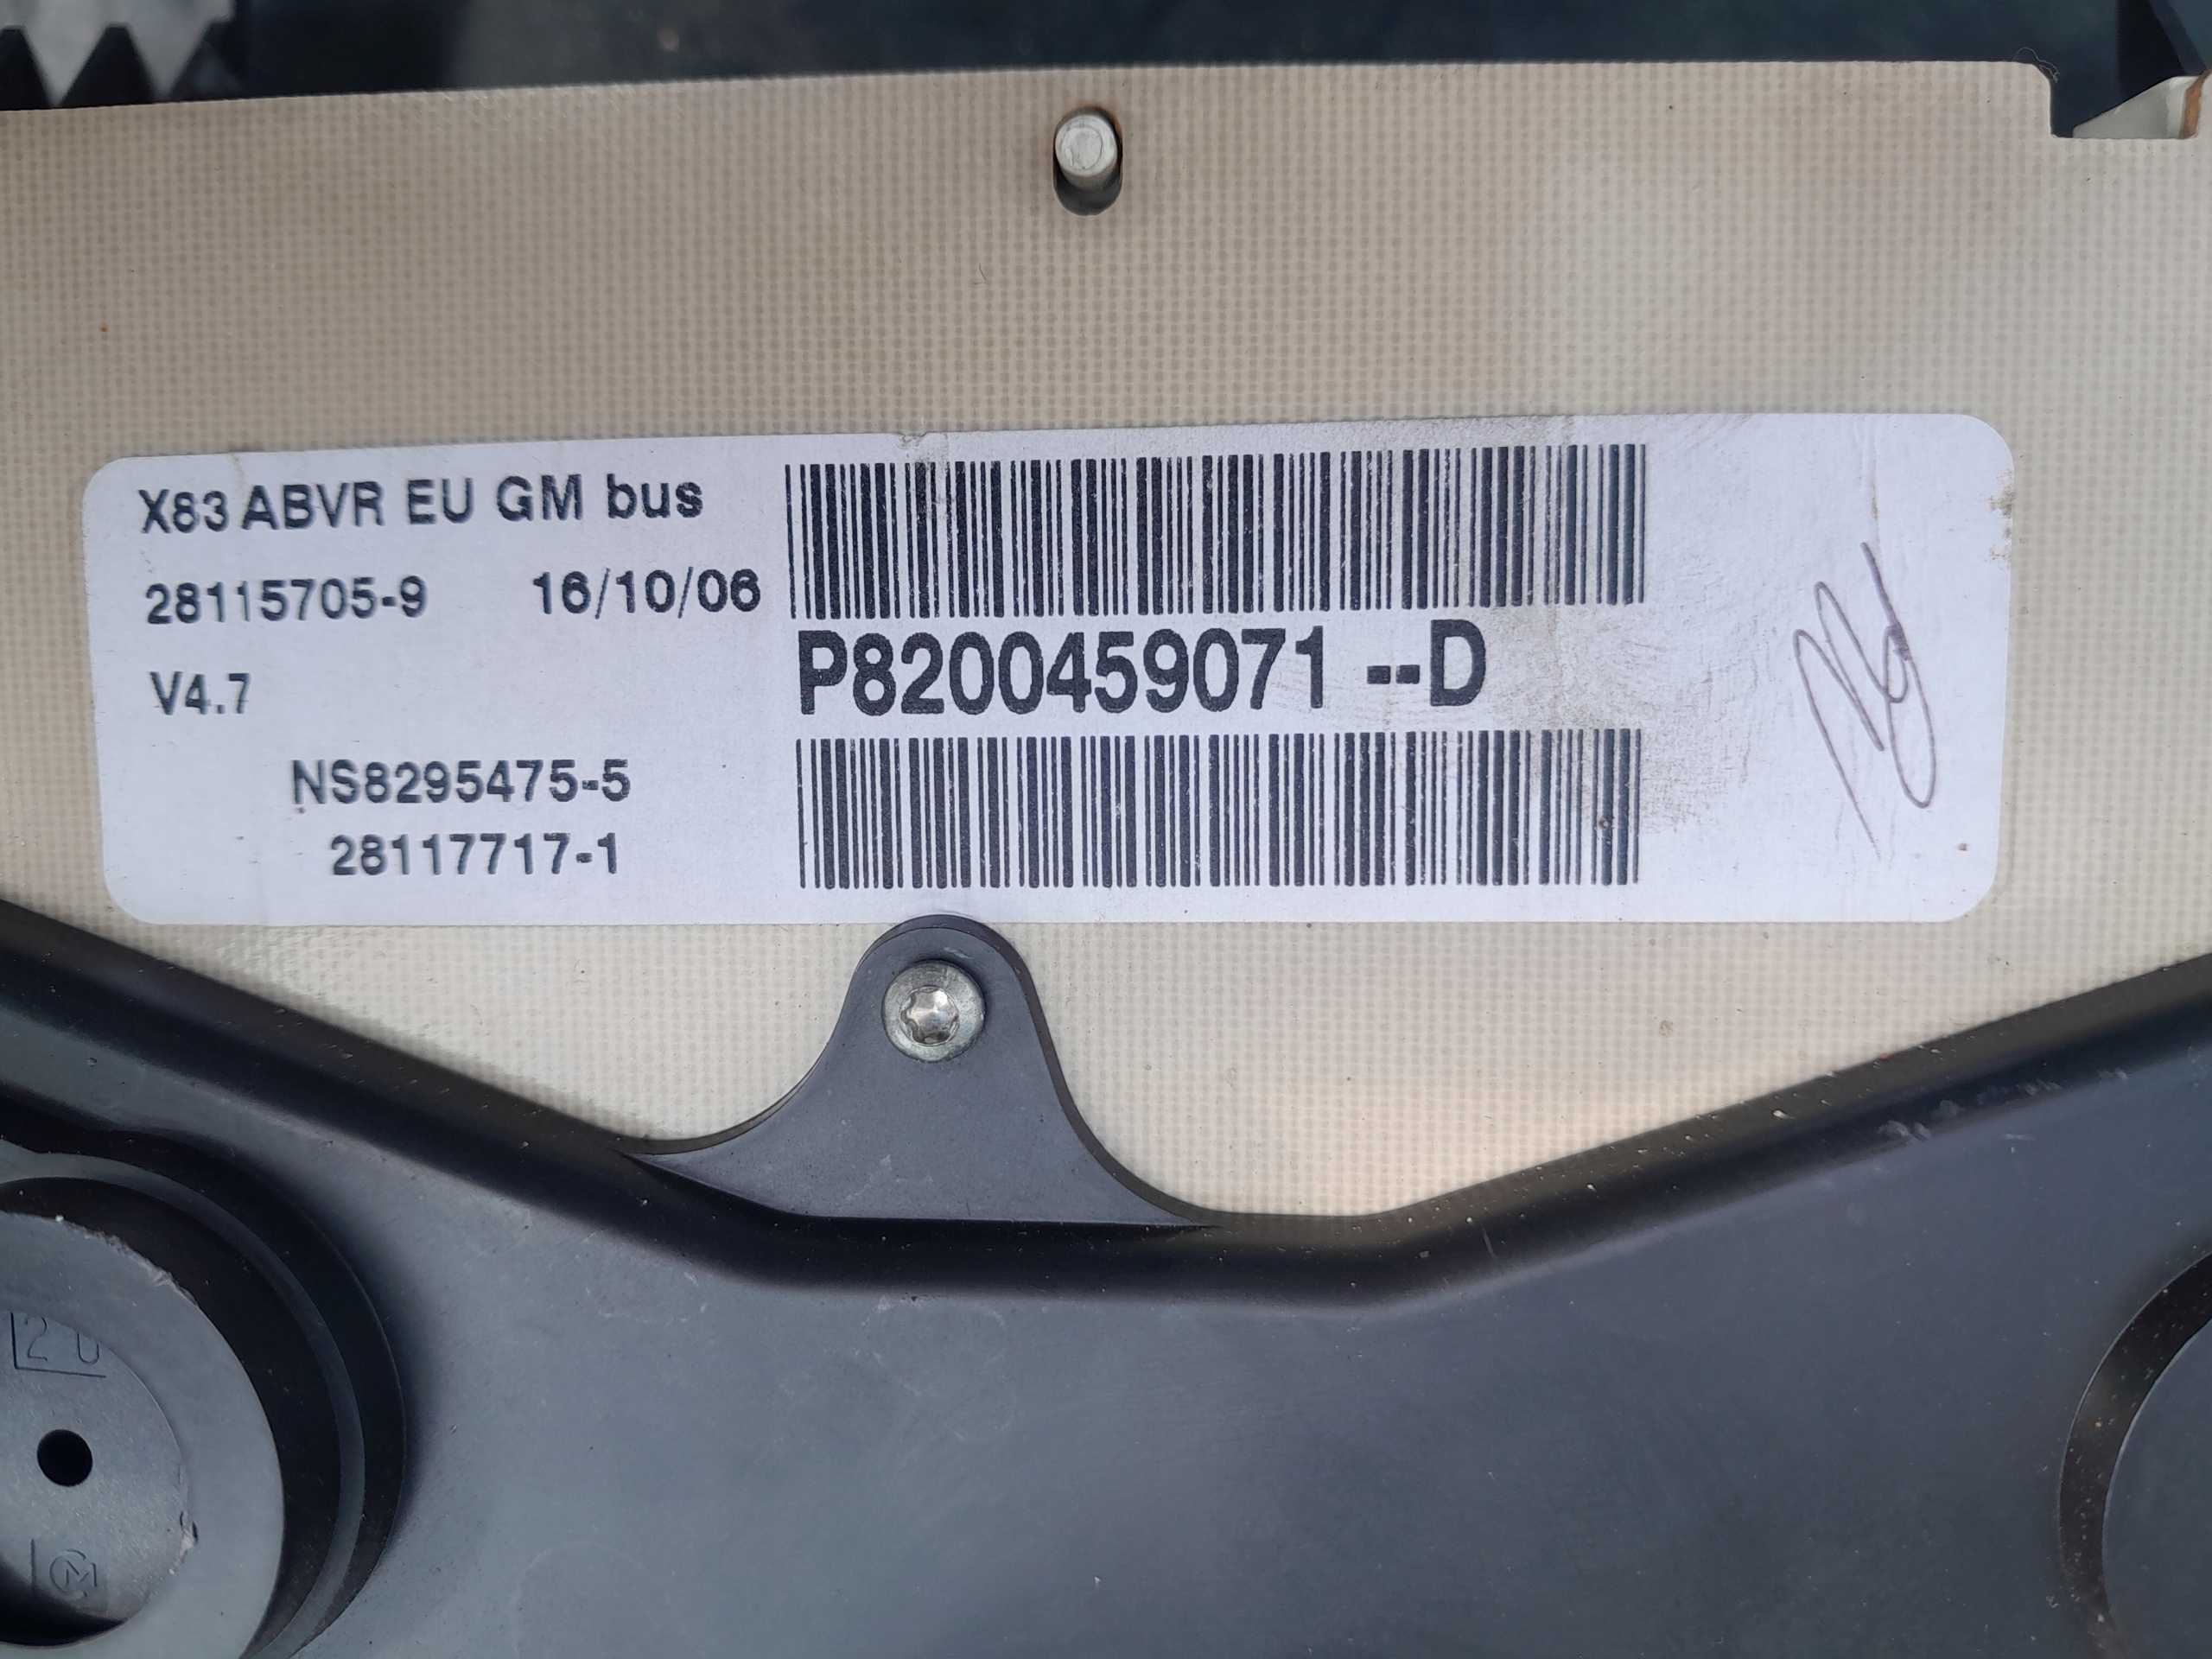 X83 ABVR EU GM bus
28115705-9 16/10/06
V4.7
P8200459071 --D
NS8295475-5
28117717-1